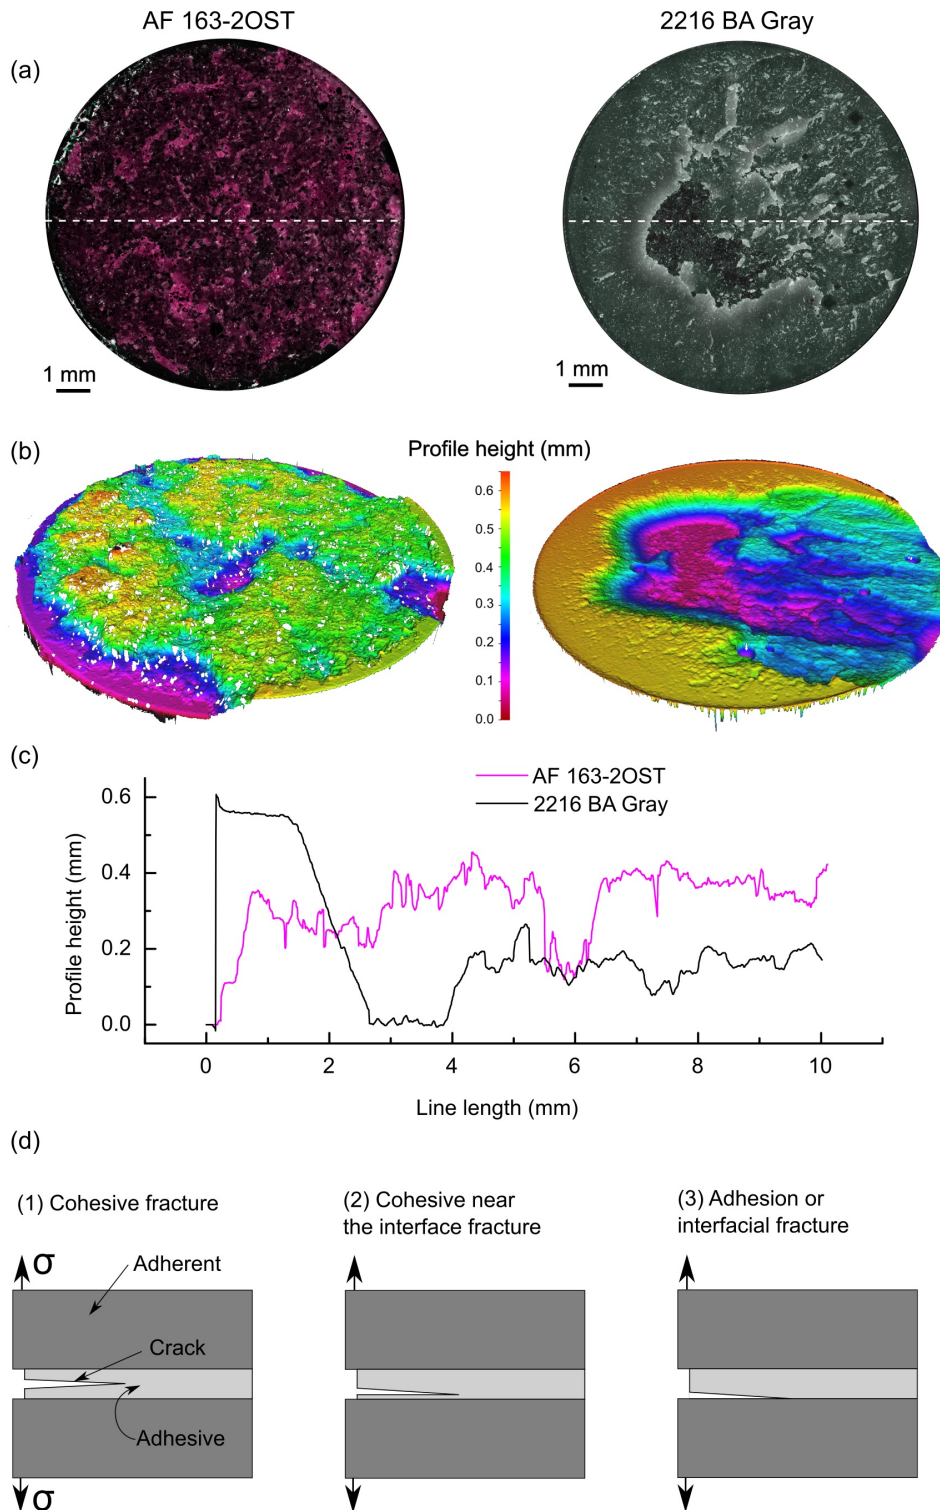 AF 163-2OST
2216 BA Gray
(a)
1 mm
1 mm
(b)
Profile height (mm)
0.6
0.5
0.4
0.3
0.2
0.1
0.0
(c)
AF 163-2OST
2216 BA Gray
Profile height (mm)
0.6
0.4
0.2
0.0
0
2
4
6
8
10
Line length (mm)
(d)
(1) Cohesive fracture
(2) Cohesive near
the interface fracture
(3) Adhesion or
interfacial fracture
σ
Adherent
Crack
Adhesive
σ